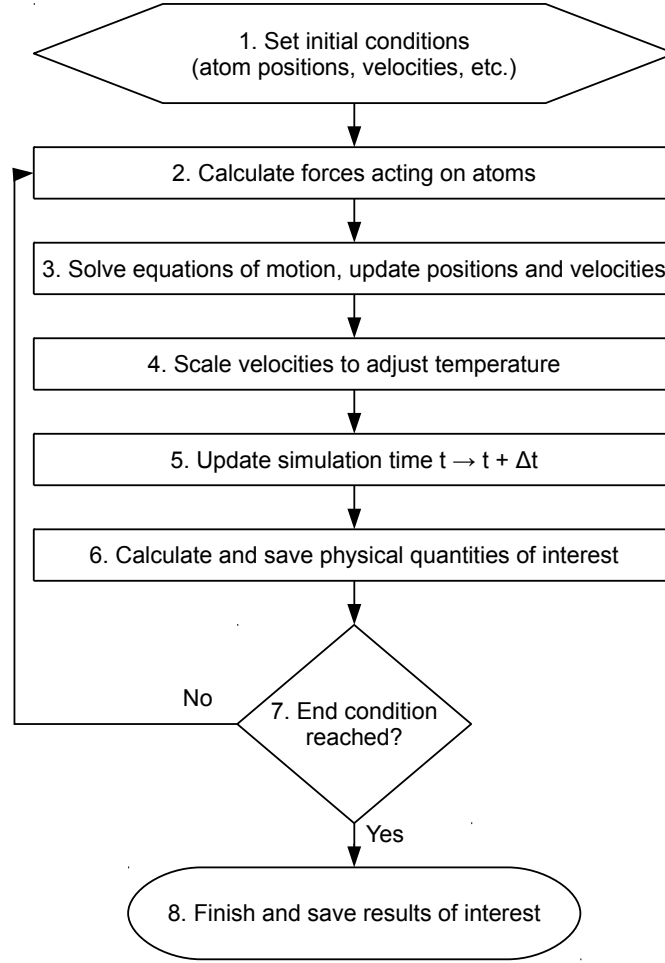 1. Set initial conditions
(atom positions, velocities, etc.)
2. Calculate forces acting on atoms
3. Solve equations of motion, update positions and velocities
4. Scale velocities to adjust temperature
5. Update simulation time t → t + Δt
6. Calculate and save physical quantities of interest
No
7. End condition
reached?
Yes
8. Finish and save results of interest